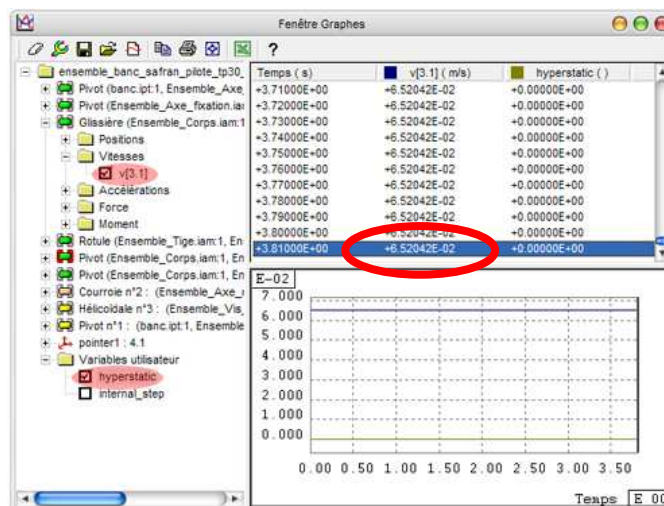 Fenêtre Graphes
?
ensemble_banc_safran_pilote_tp30_
Pivot (banc.ipt:1, Ensemble_Axe_
Pivot (Ensemble_Axe_fixation.iam
Glissière (Ensemble_Corps.iam:1
Positions
Vitesses
v[3.1]
Accélérations
Force
Moment
Rotule (Ensemble_Tige.iam:1, En
Pivot (Ensemble_Corps.iam:1, En
Pivot (Ensemble_Corps.iam:1, En
Courroie n°2 : (Ensemble_Axe_
Hélicoïdale n°3 : (Ensemble_Vis_
Pivot n°1 : (banc.ipt:1, Ensemble
pointer1 : 4.1
Variables utilisateur
hyperstatic
internal_step
Temps ( s) v[3.1] ( m/s) hyperstatic ( )
+3.71000E+00 +6.52042E-02 +0.00000E+00
+3.72000E+00 +6.52042E-02 +0.00000E+00
+3.73000E+00 +6.52042E-02 +0.00000E+00
+3.74000E+00 +6.52042E-02 +0.00000E+00
+3.75000E+00 +6.52042E-02 +0.00000E+00
+3.76000E+00 +6.52042E-02 +0.00000E+00
+3.77000E+00 +6.52042E-02 +0.00000E+00
+3.78000E+00 +6.52042E-02 +0.00000E+00
+3.79000E+00 +6.52042E-02 +0.00000E+00
+3.80000E+00 +6.52042E-02 +0.00000E+00
+3.81000E+00 +6.52042E-02 +0.00000E+00
E-02
7.000
6.000
5.000
4.000
3.000
2.000
1.000
0.000
0.00 0.50 1.00 1.50 2.00 2.50 3.00 3.50
Temps E 00